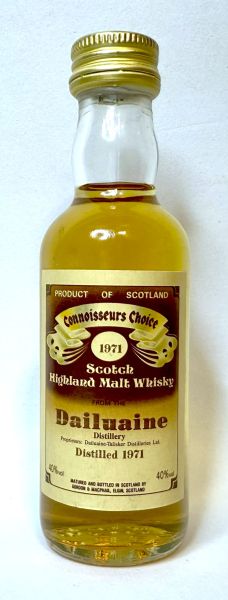 PRODUCT OF SCOTLAND
Connoisseurs Choice
1971
Scotch
Highland Malt Whisky
FROM THE
Dailuaine
Distillery
Proprietors: Dailuaine-Talisker Distilleries Ltd.
Distilled 1971
40%vol 40%vol
MATURED AND BOTTLED IN SCOTLAND BY
GORDON & MACPHAIL, ELGIN, SCOTLAND